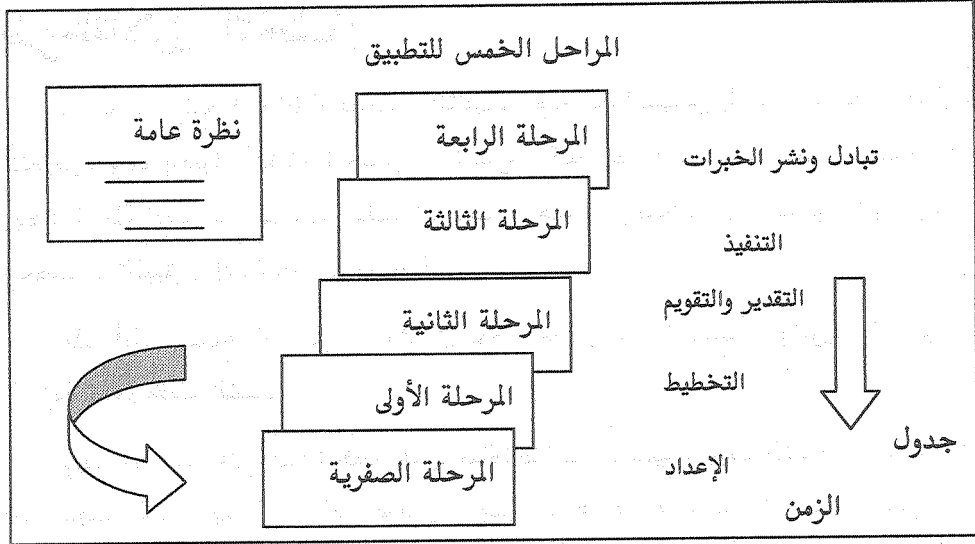 المراحل الخمس للتطبيق
نظرة عامة
المرحلة الرابعة
تبادل ونشر الخبرات
المرحلة الثالثة
التنفيذ
التقدير والتقويم
المرحلة الثانية
التخطيط
المرحلة الأولى
جدول
الإعداد
المرحلة الصفرية
الزمن